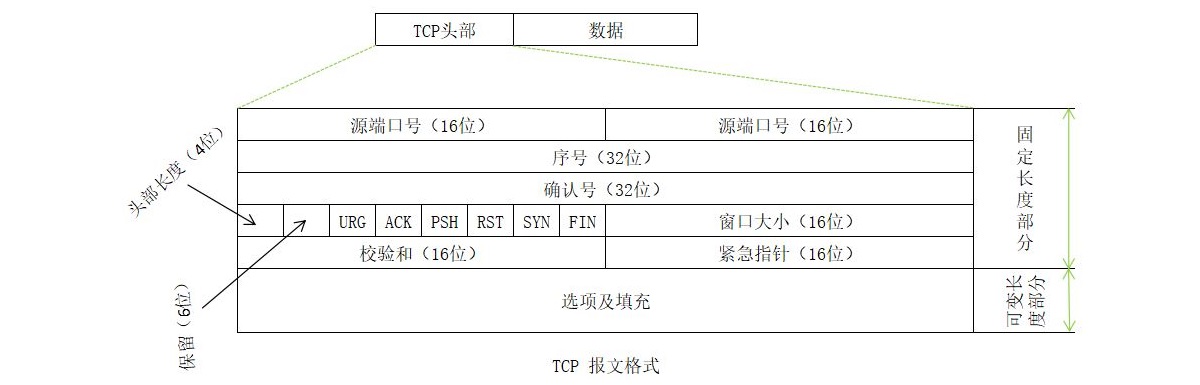 TCP头部 数据
源端口号（16位） 源端口号（16位）
序号（32位）
确认号（32位）
头部长度（4位）
URG ACK PSH RST SYN FIN 窗口大小（16位）
校验和（16位） 紧急指针（16位）
固定长度部分
保留（6位）
选项及填充
可变长
度部分
TCP 报文格式